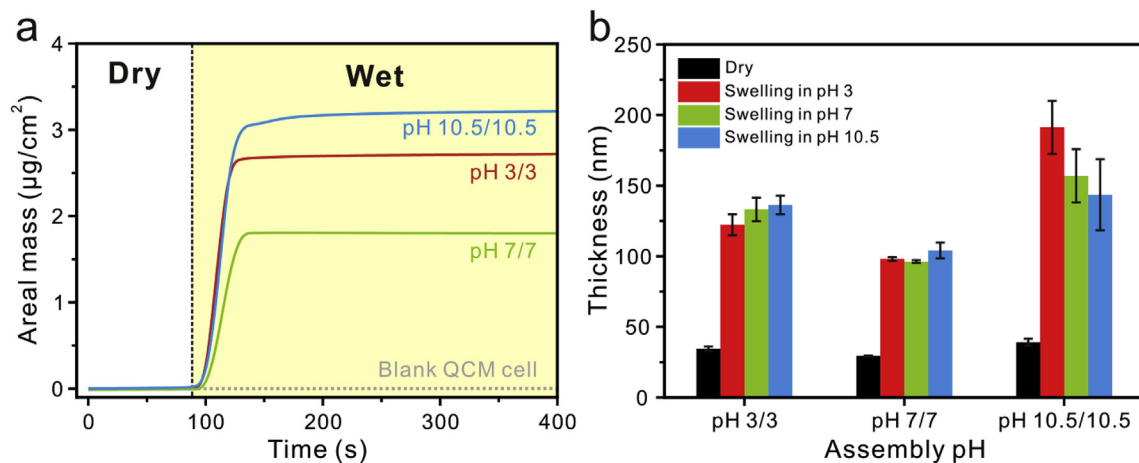 a
Areal mass (µg/cm²)
4
3
2
1
0
Dry
Wet
pH 10.5/10.5
pH 3/3
pH 7/7
Blank QCM cell
0
100
200
300
400
Time (s)
b
Thickness (nm)
250
200
150
100
50
0
Dry
Swelling in pH 3
Swelling in pH 7
Swelling in pH 10.5
pH 3/3
pH 7/7
pH 10.5/10.5
Assembly pH